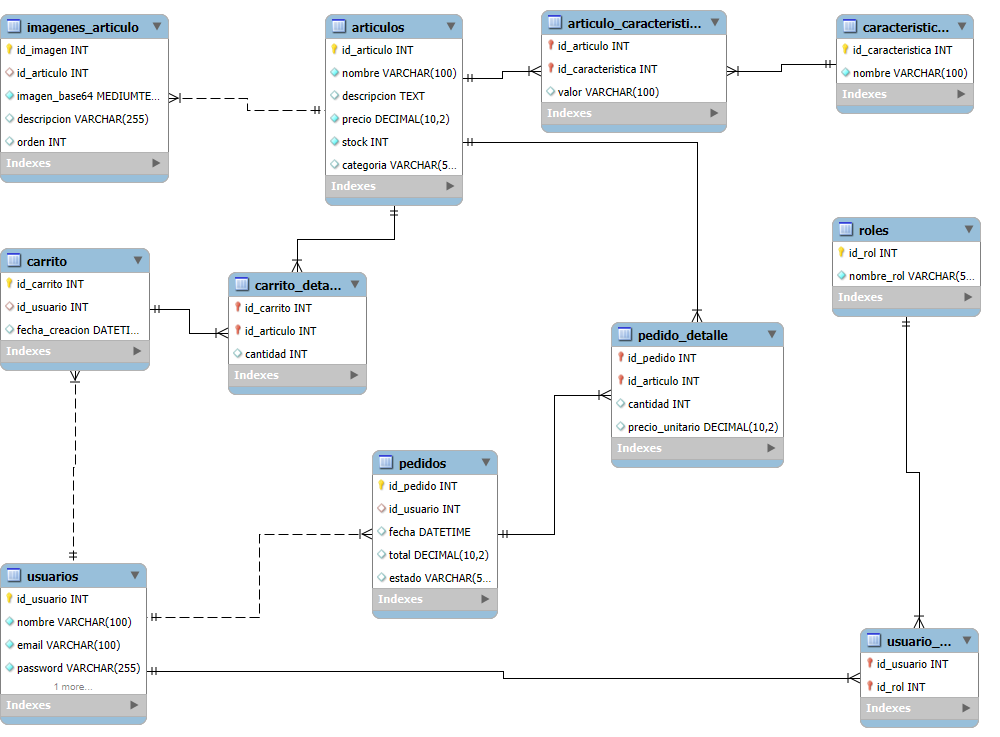 imagenes_articulo
id_imagen INT
id_articulo INT
imagen_base64 MEDIUMTE...
descripcion VARCHAR(255)
orden INT
Indexes
articulos
id_articulo INT
nombre VARCHAR(100)
descripcion TEXT
precio DECIMAL(10,2)
stock INT
categoria VARCHAR(5...
Indexes
articulo_caracteristi...
id_articulo INT
id_caracteristica INT
valor VARCHAR(100)
Indexes
caracteristic...
id_caracteristica INT
nombre VARCHAR(100)
Indexes
carrito
id_carrito INT
id_usuario INT
fecha_creacion DATETI...
Indexes
carrito_deta...
id_carrito INT
id_articulo INT
cantidad INT
Indexes
roles
id_rol INT
nombre_rol VARCHAR(5...
Indexes
pedido_detalle
id_pedido INT
id_articulo INT
cantidad INT
precio_unitario DECIMAL(10,2)
Indexes
pedidos
id_pedido INT
id_usuario INT
fecha DATETIME
total DECIMAL(10,2)
estado VARCHAR(5...
Indexes
usuarios
id_usuario INT
nombre VARCHAR(100)
email VARCHAR(100)
password VARCHAR(255)
1 more...
Indexes
usuario_...
id_usuario INT
id_rol INT
Indexes